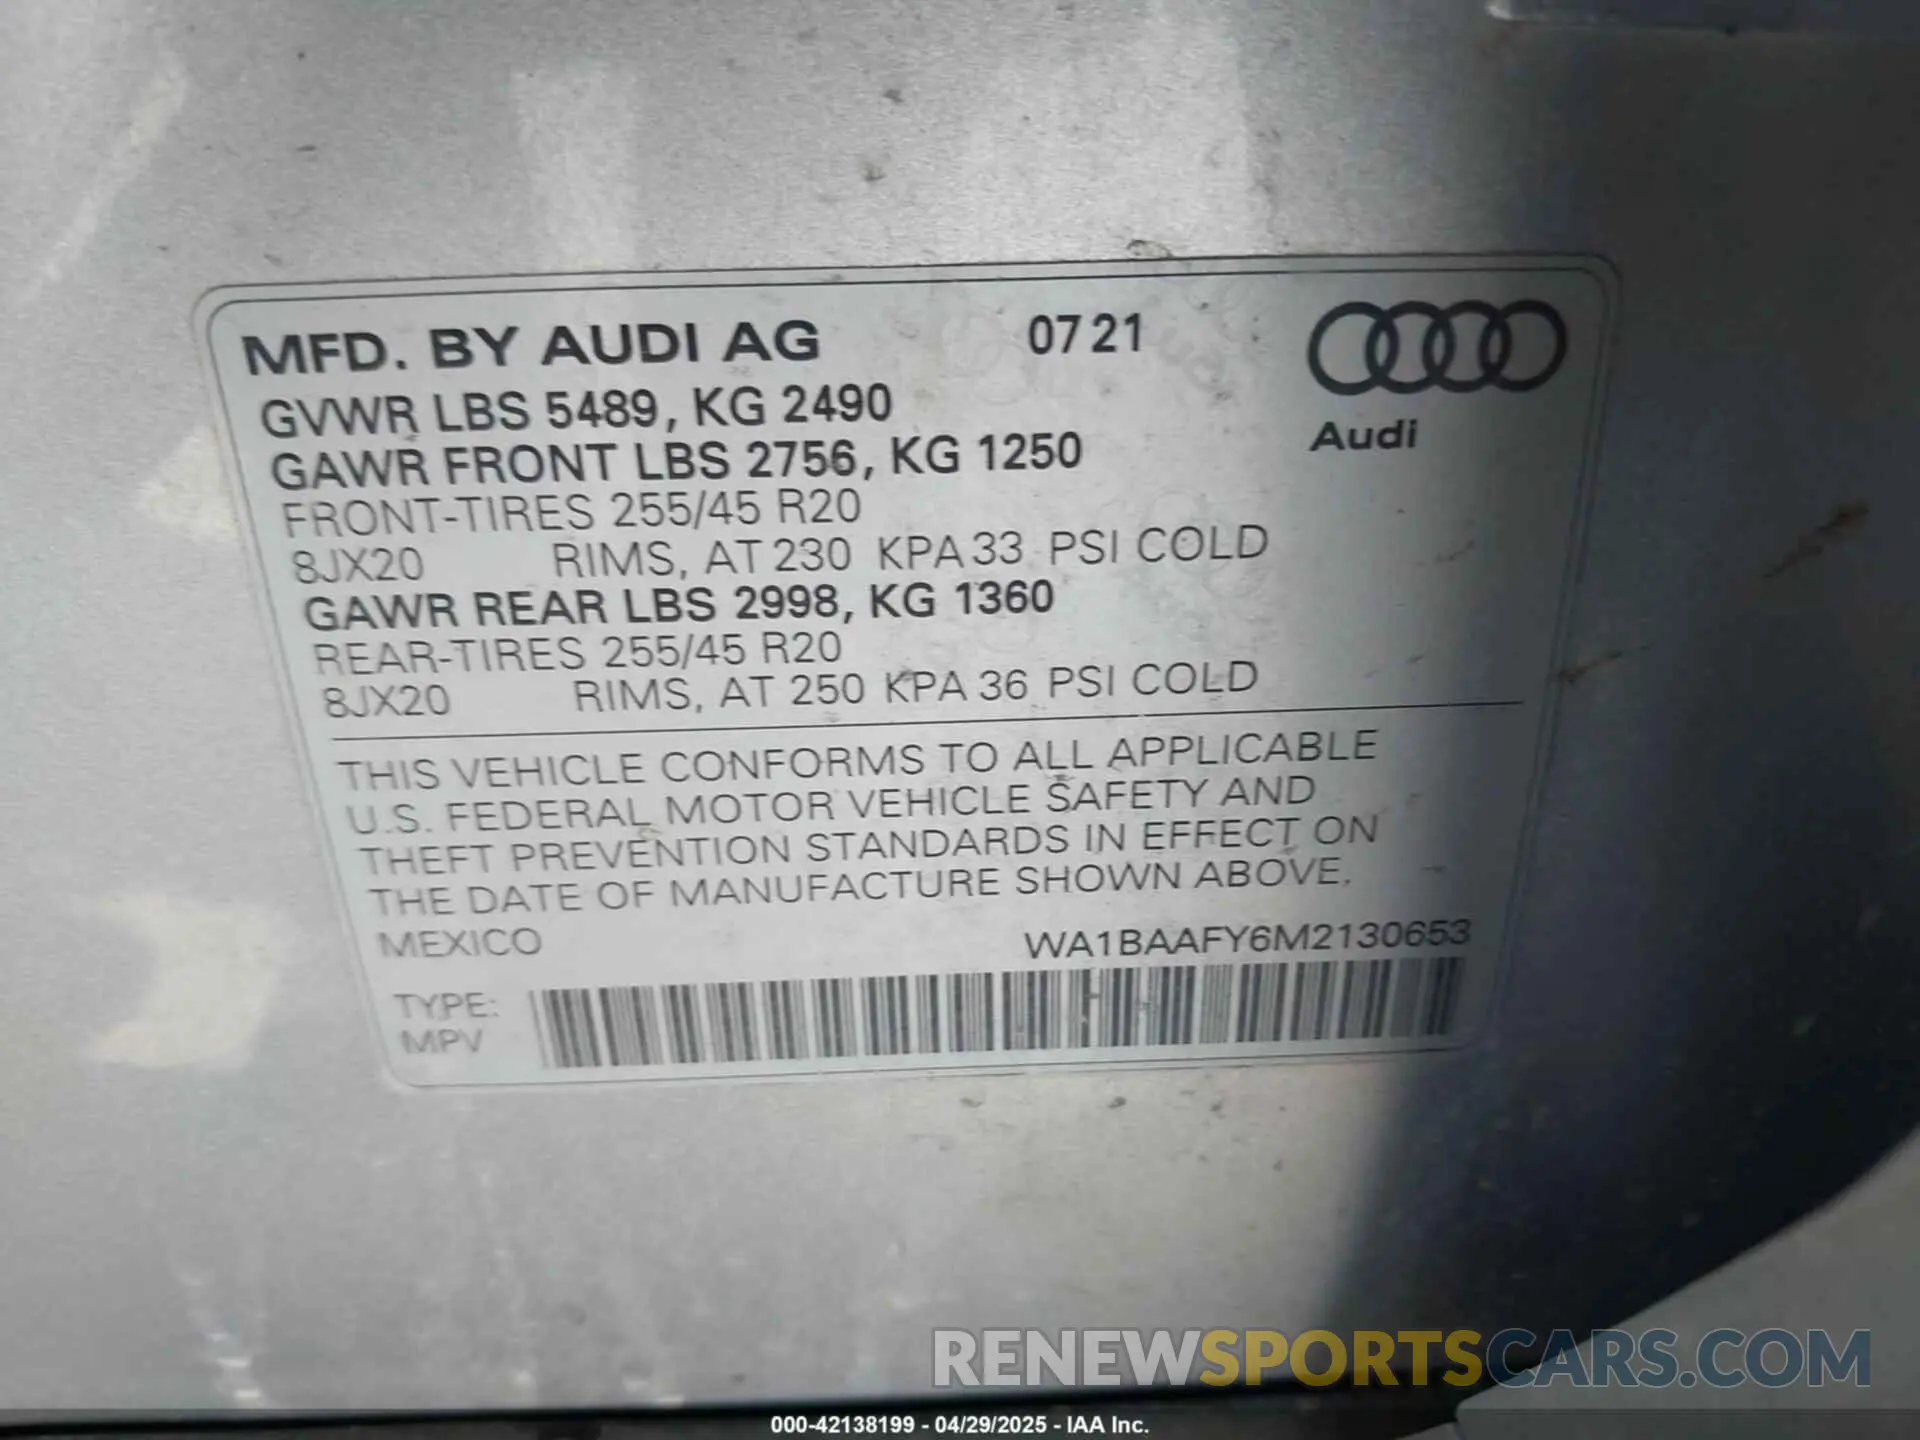 MFD. BY AUDI AG 07 21
Audi
GVWR LBS 5489, KG 2490
GAWR FRONT LBS 2756, KG 1250
FRONT-TIRES 255/45 R20
8JX20 RIMS, AT 230 KPA 33 PSI COLD
GAWR REAR LBS 2998, KG 1360
REAR-TIRES 255/45 R20
8JX20 RIMS, AT 250 KPA 36 PSI COLD
THIS VEHICLE CONFORMS TO ALL APPLICABLE
U.S. FEDERAL MOTOR VEHICLE SAFETY AND
THEFT PREVENTION STANDARDS IN EFFECT ON
THE DATE OF MANUFACTURE SHOWN ABOVE.
MEXICO WA1BAAFY6M2130653
TYPE:
MPV
RENEWSPORTSCARS.COM
000-42138199 - 04/29/2025 - IAA Inc.